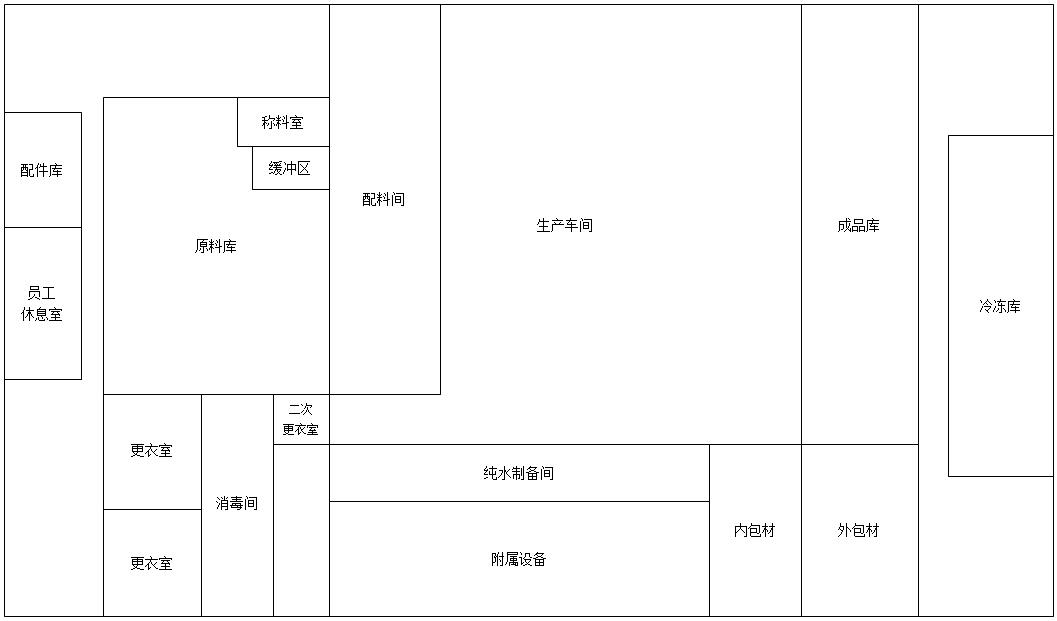 称料室
缓冲区
配件库
配料间
生产车间
成品库
原料库
员工
休息室
冷冻库
二次
更衣室
更衣室
纯水制备间
消毒间
内包材
外包材
更衣室
附属设备